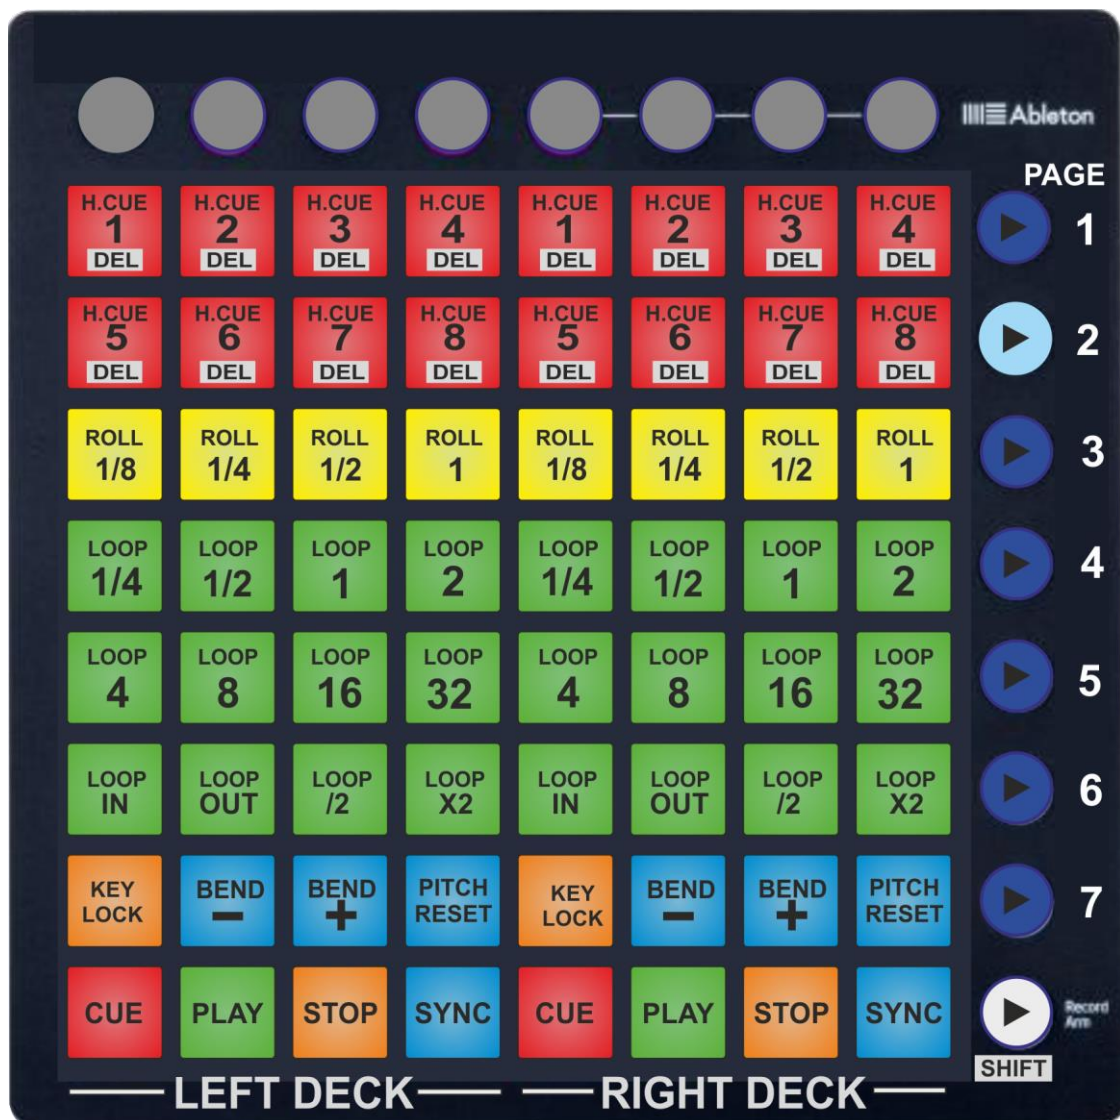 Ableton
PAGE
H.CUE H.CUE H.CUE H.CUE H.CUE H.CUE H.CUE H.CUE
1 2 3 4 1 2 3 4 1
DEL DEL DEL DEL DEL DEL DEL DEL
H.CUE H.CUE H.CUE H.CUE H.CUE H.CUE H.CUE H.CUE
5 6 7 8 5 6 7 8 2
DEL DEL DEL DEL DEL DEL DEL DEL
ROLL ROLL ROLL ROLL ROLL ROLL ROLL ROLL
1/8 1/4 1/2 1 1/8 1/4 1/2 1 3
LOOP LOOP LOOP LOOP LOOP LOOP LOOP LOOP
1/4 1/2 1 2 1/4 1/2 1 2 4
LOOP LOOP LOOP LOOP LOOP LOOP LOOP LOOP
4 8 16 32 4 8 16 32 5
LOOP LOOP LOOP LOOP LOOP LOOP LOOP LOOP
IN OUT /2 X2 IN OUT /2 X2 6
KEY BEND BEND PITCH KEY BEND BEND PITCH
LOCK - + RESET LOCK - + RESET 7
CUE PLAY STOP SYNC CUE PLAY STOP SYNC Record
Arm
SHIFT
LEFT DECK RIGHT DECK